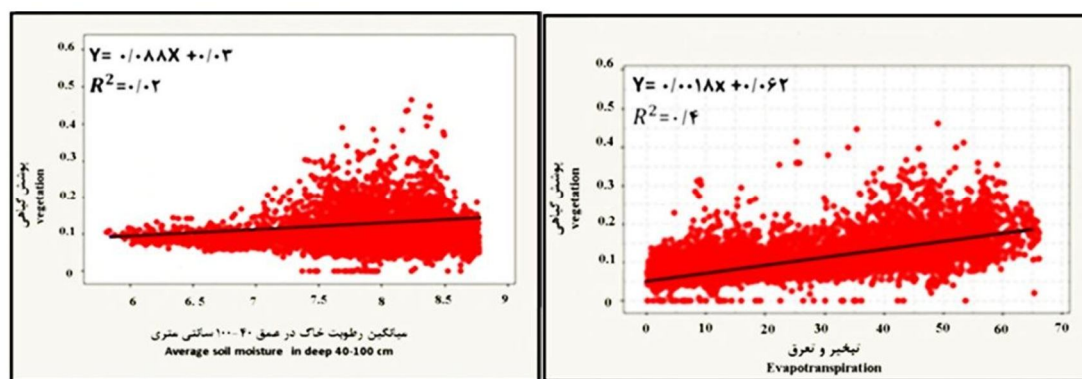 Y= ۰/۰۸۸X +۰/۰۳
R²=۰/۰۲
0.6
0.5
0.4
0.3
0.2
0.1
0
پوشش گیاهی
vegetation
6 6.5 7 7.5 8 8.5 9
میانگین رطوبت خاک در عمق ۴۰-۱۰۰ سانتی متری
Average soil moisture in deep 40-100 cm
Y= ۰/۰۰۱۸x +۰/۰۶۲
R²=۰/۴
0.6
0.5
0.4
0.3
0.2
0.1
0.0
پوشش گیاهی
vegetation
0 10 20 30 40 50 60 70
تبخیر و تعرق
Evapotranspiration